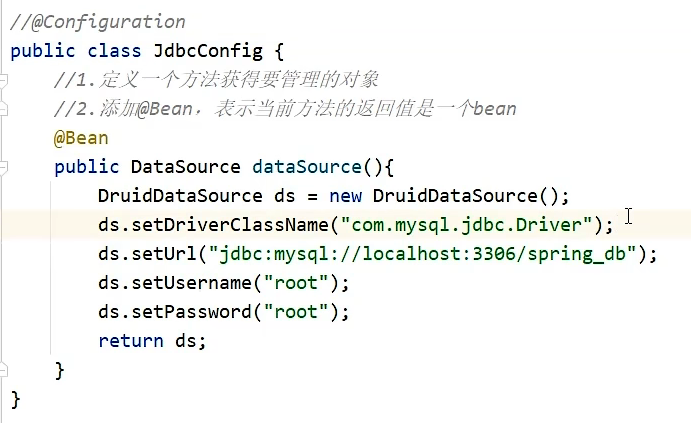 //@Configuration
public class JdbcConfig {
//1.定义一个方法获得要管理的对象
//2.添加@Bean，表示当前方法的返回值是一个bean
@Bean
public DataSource dataSource(){
DruidDataSource ds = new DruidDataSource();
ds.setDriverClassName("com.mysql.jdbc.Driver");
ds.setUrl("jdbc:mysql://localhost:3306/spring_db");
ds.setUsername("root");
ds.setPassword("root");
return ds;
}
}